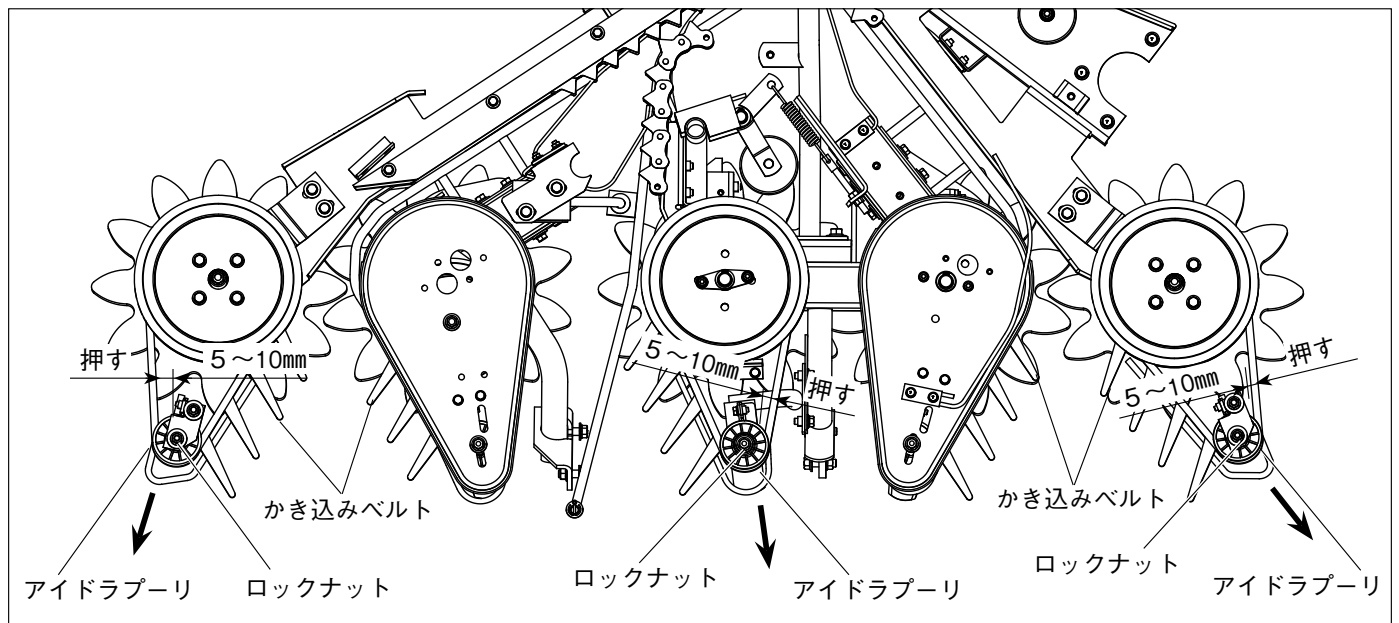 押す
5～10mm
5～10mm
押す
押す
5～10mm
かき込みベルト
かき込みベルト
アイドラプーリ
ロックナット
ロックナット
アイドラプーリ
ロックナット
アイドラプーリ